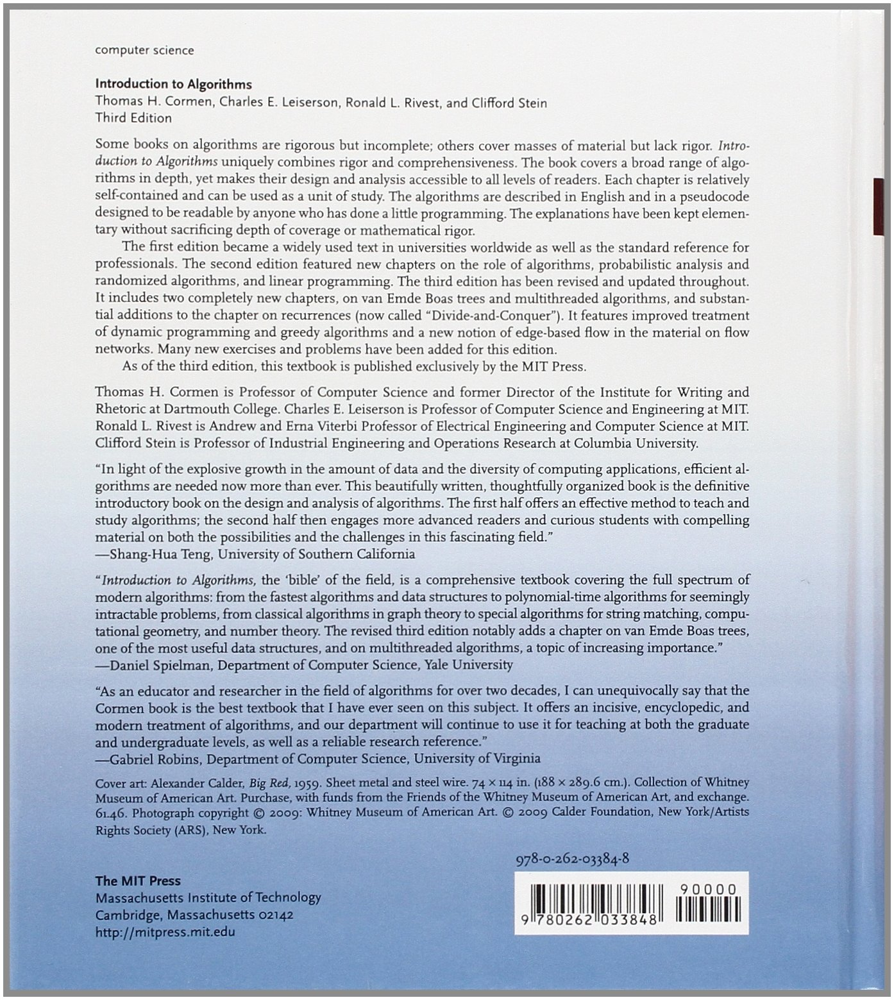 computer science
Introduction to Algorithms
Thomas H. Cormen, Charles E. Leiserson, Ronald L. Rivest, and Clifford Stein
Third Edition
Some books on algorithms are rigorous but incomplete; others cover masses of material but lack rigor. Intro-
duction to Algorithms uniquely combines rigor and comprehensiveness. The book covers a broad range of algo-
rithms in depth, yet makes their design and analysis accessible to all levels of readers. Each chapter is relatively
self-contained and can be used as a unit of study. The algorithms are described in English and in a pseudocode
designed to be readable by anyone who has done a little programming. The explanations have been kept elemen-
tary without sacrificing depth of coverage or mathematical rigor.
The first edition became a widely used text in universities worldwide as well as the standard reference for
professionals. The second edition featured new chapters on the role of algorithms, probabilistic analysis and
randomized algorithms, and linear programming. The third edition has been revised and updated throughout.
It includes two completely new chapters, on van Emde Boas trees and multithreaded algorithms, and substan-
tial additions to the chapter on recurrences (now called “Divide-and-Conquer”). It features improved treatment
of dynamic programming and greedy algorithms and a new notion of edge-based flow in the material on flow
networks. Many new exercises and problems have been added for this edition.
As of the third edition, this textbook is published exclusively by the MIT Press.
Thomas H. Cormen is Professor of Computer Science and former Director of the Institute for Writing and
Rhetoric at Dartmouth College. Charles E. Leiserson is Professor of Computer Science and Engineering at MIT.
Ronald L. Rivest is Andrew and Erna Viterbi Professor of Electrical Engineering and Computer Science at MIT.
Clifford Stein is Professor of Industrial Engineering and Operations Research at Columbia University.
“In light of the explosive growth in the amount of data and the diversity of computing applications, efficient al-
gorithms are needed now more than ever. This beautifully written, thoughtfully organized book is the definitive
introductory book on the design and analysis of algorithms. The first half offers an effective method to teach and
study algorithms; the second half then engages more advanced readers and curious students with compelling
material on both the possibilities and the challenges in this fascinating field.”
—Shang-Hua Teng, University of Southern California
“Introduction to Algorithms, the ‘bible’ of the field, is a comprehensive textbook covering the full spectrum of
modern algorithms: from the fastest algorithms and data structures to polynomial-time algorithms for seemingly
intractable problems, from classical algorithms in graph theory to special algorithms for string matching, compu-
tational geometry, and number theory. The revised third edition notably adds a chapter on van Emde Boas trees,
one of the most useful data structures, and on multithreaded algorithms, a topic of increasing importance.”
—Daniel Spielman, Department of Computer Science, Yale University
“As an educator and researcher in the field of algorithms for over two decades, I can unequivocally say that the
Cormen book is the best textbook that I have ever seen on this subject. It offers an incisive, encyclopedic, and
modern treatment of algorithms, and our department will continue to use it for teaching at both the graduate
and undergraduate levels, as well as a reliable research reference.”
—Gabriel Robins, Department of Computer Science, University of Virginia
Cover art: Alexander Calder, Big Red, 1959. Sheet metal and steel wire. 74 × 114 in. (188 × 289.6 cm.). Collection of Whitney
Museum of American Art. Purchase, with funds from the Friends of the Whitney Museum of American Art, and exchange.
61.46. Photograph copyright © 2009: Whitney Museum of American Art. © 2009 Calder Foundation, New York/Artists
Rights Society (ARS), New York.
The MIT Press
Massachusetts Institute of Technology
Cambridge, Massachusetts 02142
http://mitpress.mit.edu
978-0-262-03384-8
90000
9 780262 033848